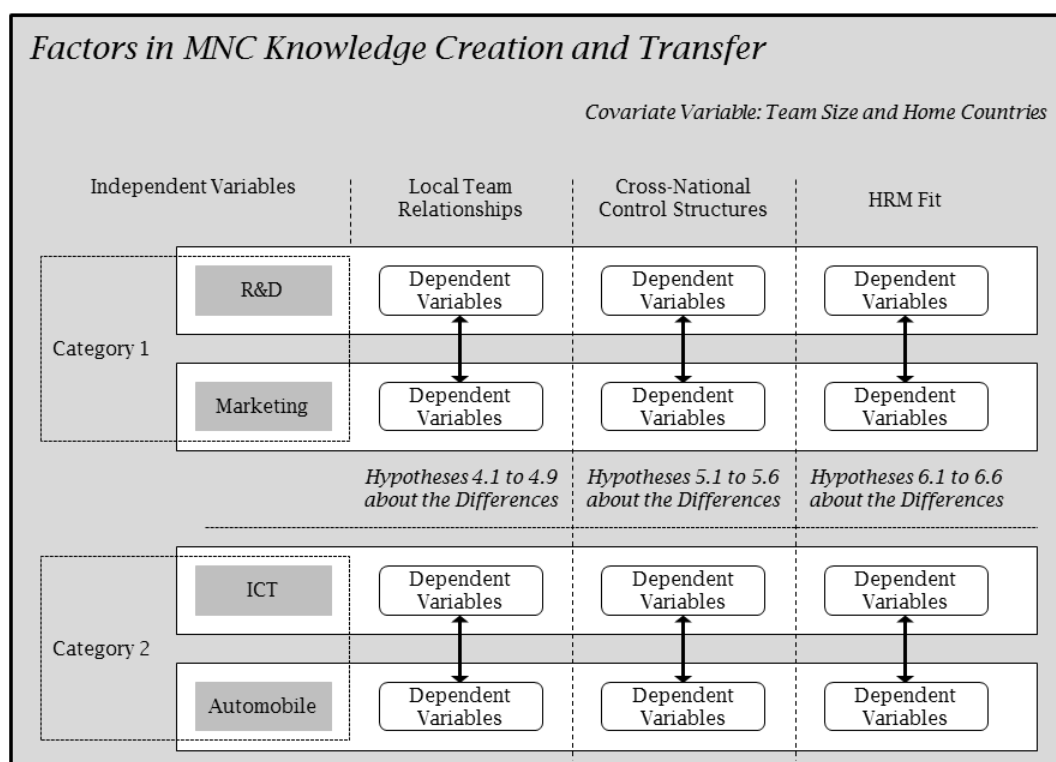 Factors in MNC Knowledge Creation and Transfer
Covariate Variable: Team Size and Home Countries
Independent Variables
Local Team
Relationships
Cross-National
Control Structures
HRM Fit
Category 1
R&D
Dependent
Variables
Dependent
Variables
Dependent
Variables
Marketing
Dependent
Variables
Dependent
Variables
Dependent
Variables
Hypotheses 4.1 to 4.9
about the Differences
Hypotheses 5.1 to 5.6
about the Differences
Hypotheses 6.1 to 6.6
about the Differences
Category 2
ICT
Dependent
Variables
Dependent
Variables
Dependent
Variables
Automobile
Dependent
Variables
Dependent
Variables
Dependent
Variables